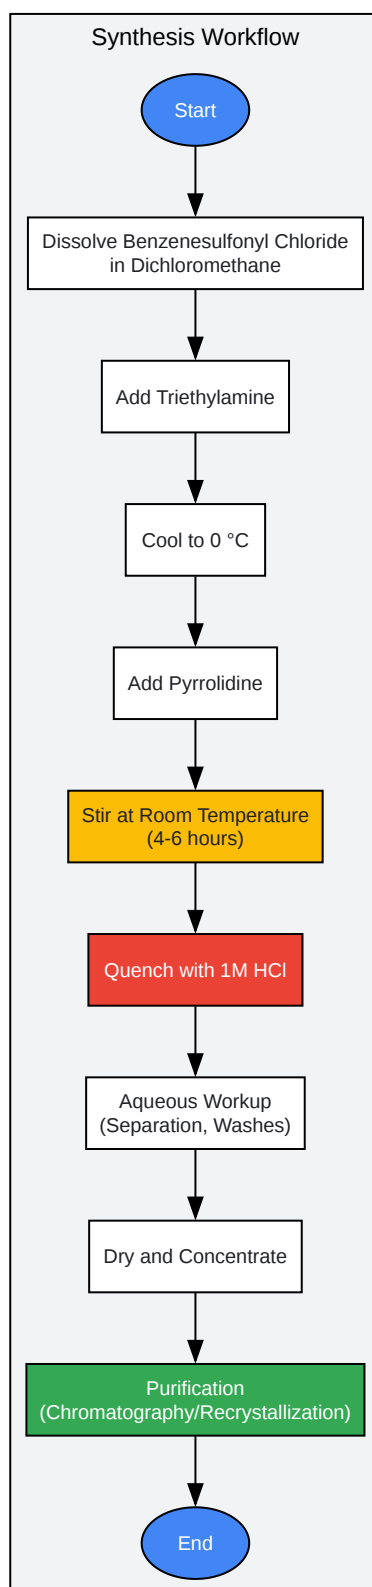 Synthesis Workflow
Start
Dissolve Benzenesulfonyl Chloride
in Dichloromethane
Add Triethylamine
Cool to 0 °C
Add Pyrrolidine
Stir at Room Temperature
(4-6 hours)
Quench with 1M HCl
Aqueous Workup
(Separation, Washes)
Dry and Concentrate
Purification
(Chromatography/Recrystallization)
End